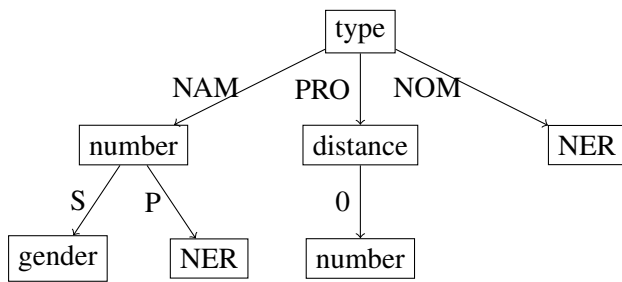 type
NAM PRO NOM
number distance NER
S P 0
gender NER number